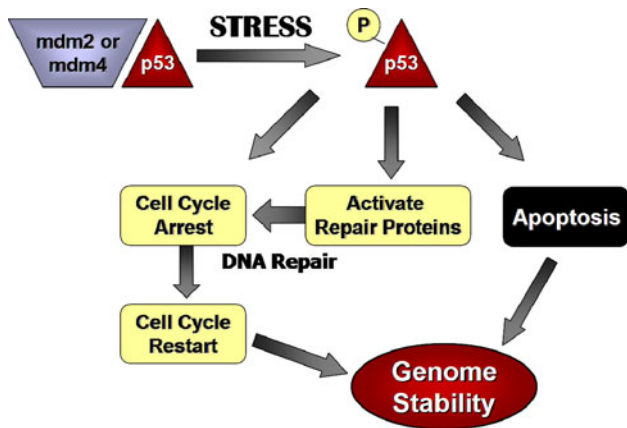 mdm2 or
mdm4
p53
STRESS
P
p53
Cell Cycle
Arrest
Activate
Repair Proteins
Apoptosis
DNA Repair
Cell Cycle
Restart
Genome
Stability